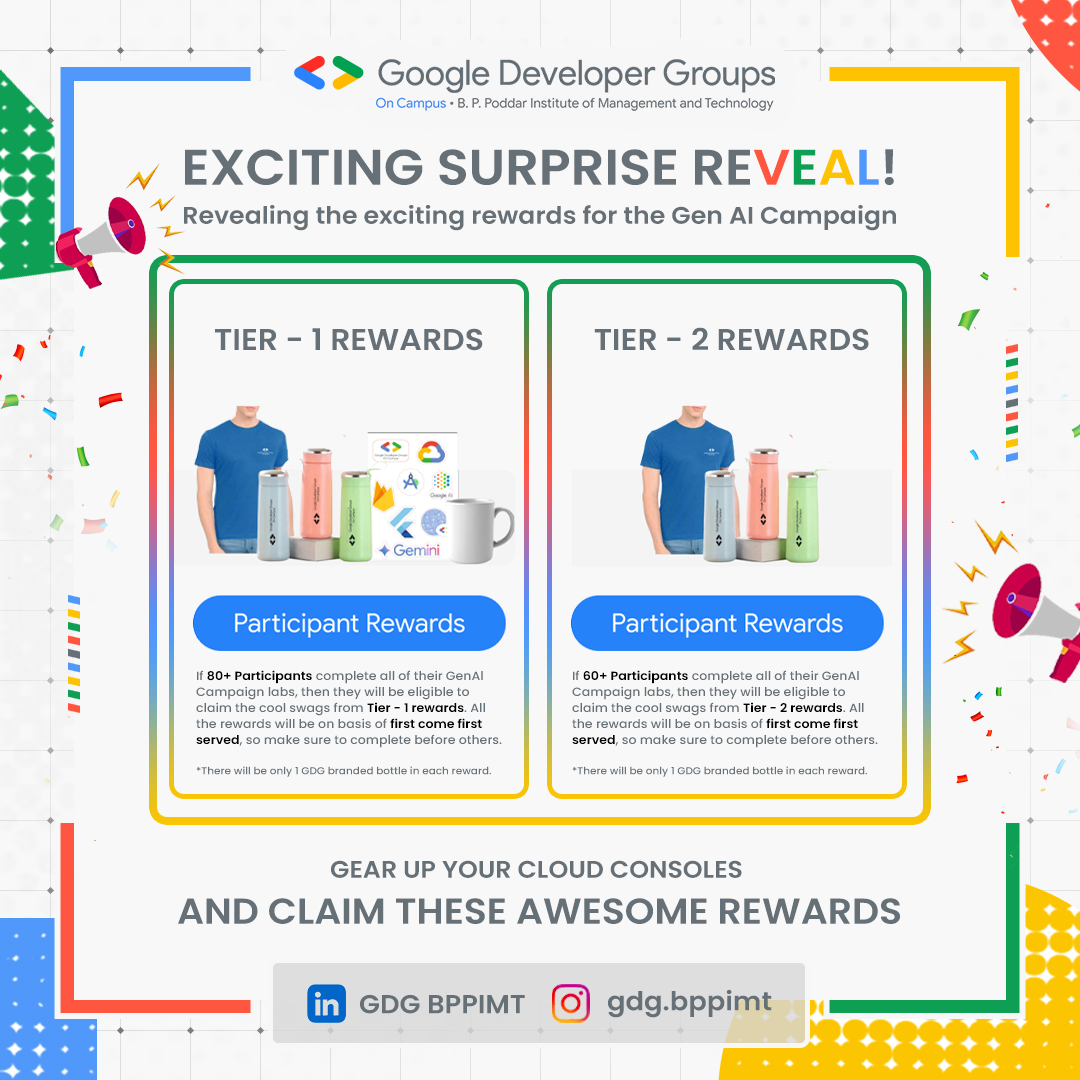 Google Developer Groups
On Campus • B. P. Poddar Institute of Management and Technology
EXCITING SURPRISE REVEAL!
Revealing the exciting rewards for the Gen AI Campaign
TIER - 1 REWARDS
Gemini
Google AI
Participant Rewards
If 80+ Participants complete all of their GenAI
Campaign labs, then they will be eligible to
claim the cool swags from Tier - 1 rewards. All
the rewards will be on basis of first come first
served, so make sure to complete before others.
*There will be only 1 GDG branded bottle in each reward.
TIER - 2 REWARDS
Participant Rewards
If 60+ Participants complete all of their GenAI
Campaign labs, then they will be eligible to
claim the cool swags from Tier - 2 rewards. All
the rewards will be on basis of first come first
served, so make sure to complete before others.
*There will be only 1 GDG branded bottle in each reward.
GEAR UP YOUR CLOUD CONSOLES
AND CLAIM THESE AWESOME REWARDS
in GDG BPPIMT gdg.bppimt